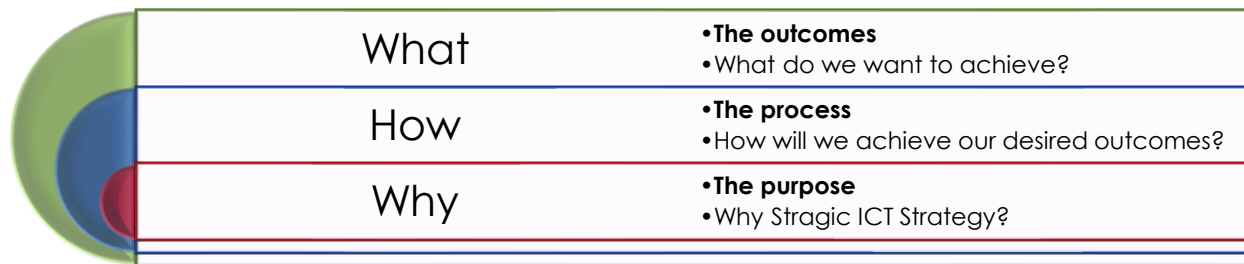 What
•The outcomes
•What do we want to achieve?
How
•The process
•How will we achieve our desired outcomes?
Why
•The purpose
•Why Stragic ICT Strategy?